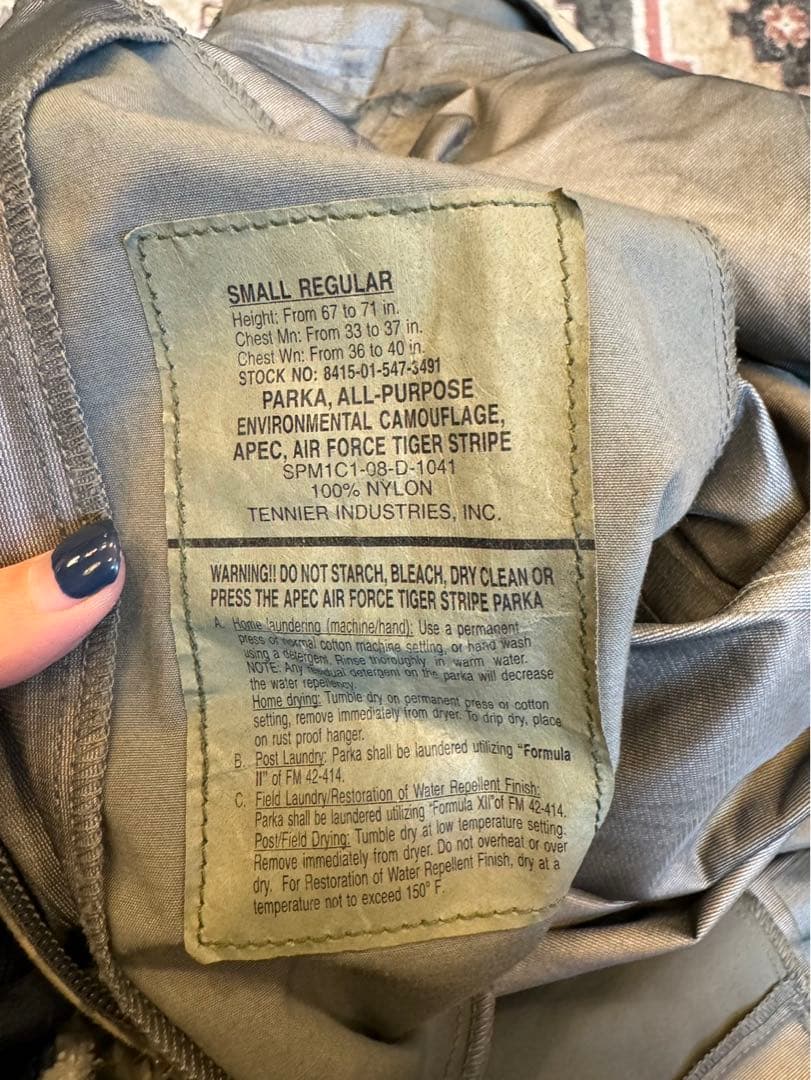 SMALL REGULAR
Height: From 67 to 71 in.
Chest Mn: From 33 to 37 in.
Chest Wn: From 36 to 40 in.
STOCK NO: 8415-01-547-3491
PARKA, ALL-PURPOSE
ENVIRONMENTAL CAMOUFLAGE,
APEC, AIR FORCE TIGER STRIPE
SPM1C1-08-D-1041
100% NYLON
TENNIER INDUSTRIES, INC.
WARNING!! DO NOT STARCH, BLEACH, DRY CLEAN OR
PRESS THE APEC AIR FORCE TIGER STRIPE PARKA
A. Home laundering (machine/hand): Use a permanent
press or normal cotton machine setting, or hand wash
using a detergent. Rinse thoroughly in warm water.
NOTE: Any residual detergent on the parka will decrease
the water repellency.
Home drying: Tumble dry on permanent press or cotton
setting, remove immediately from dryer. To drip dry, place
on rust proof hanger.
B. Post Laundry: Parka shall be laundered utilizing "Formula
II" of FM 42-414.
C. Field Laundry/Restoration of Water Repellent Finish:
Parka shall be laundered utilizing "Formula XII"of FM 42-414.
Post/Field Drying: Tumble dry at low temperature setting.
Remove immediately from dryer. Do not overheat or over
dry. For Restoration of Water Repellent Finish, dry at a
temperature not to exceed 150° F.